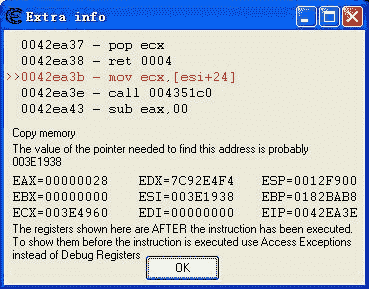 Extra info
0042ea37 - pop ecx
0042ea38 - ret 0004
>>0042ea3b - mov ecx,[esi+24]
0042ea3e - call 004351c0
0042ea43 - sub eax,00
Copy memory
The value of the pointer needed to find this address is probably
003E1938
EAX=00000028 EDX=7C92E4F4 ESP=0012F900
EBX=00000000 ESI=003E1938 EBP=0182BAB8
ECX=003E4960 EDI=00000000 EIP=0042EA3E
The registers shown here are AFTER the instruction has been executed.
To show them before the instruction is executed use Access Exceptions
instead of Debug Registers
OK